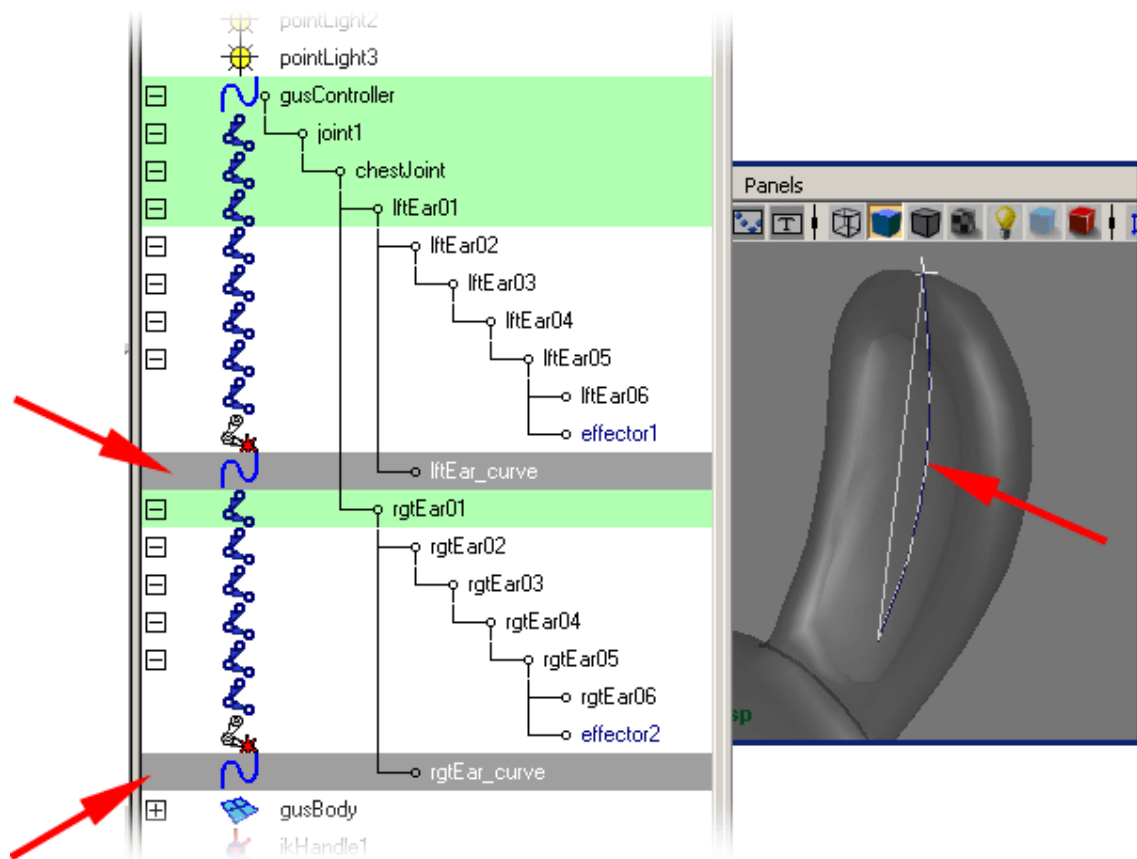 pointLight2
pointLight3
gusController
joint1
chestJoint
lftEar01
lftEar02
lftEar03
lftEar04
lftEar05
lftEar06
effector1
lftEar_curve
rgtEar01
rgtEar02
rgtEar03
rgtEar04
rgtEar05
rgtEar06
effector2
rgtEar_curve
gusBody
ikHandle1
Panels
T
sp